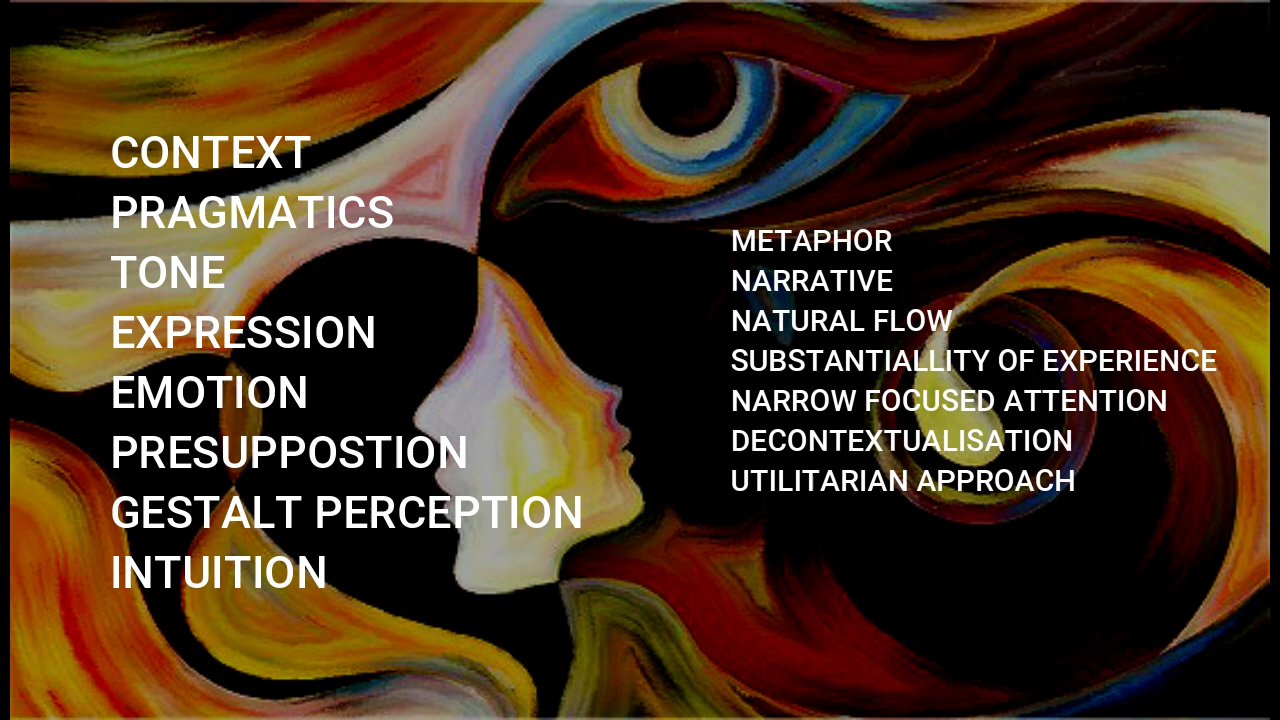 CONTEXT
PRAGMATICS
TONE
EXPRESSION
EMOTION
PRESUPPOSTION
GESTALT PERCEPTION
INTUITION
METAPHOR
NARRATIVE
NATURAL FLOW
SUBSTANTIALLITY OF EXPERIENCE
NARROW FOCUSED ATTENTION
DECONTEXTUALISATION
UTILITARIAN APPROACH